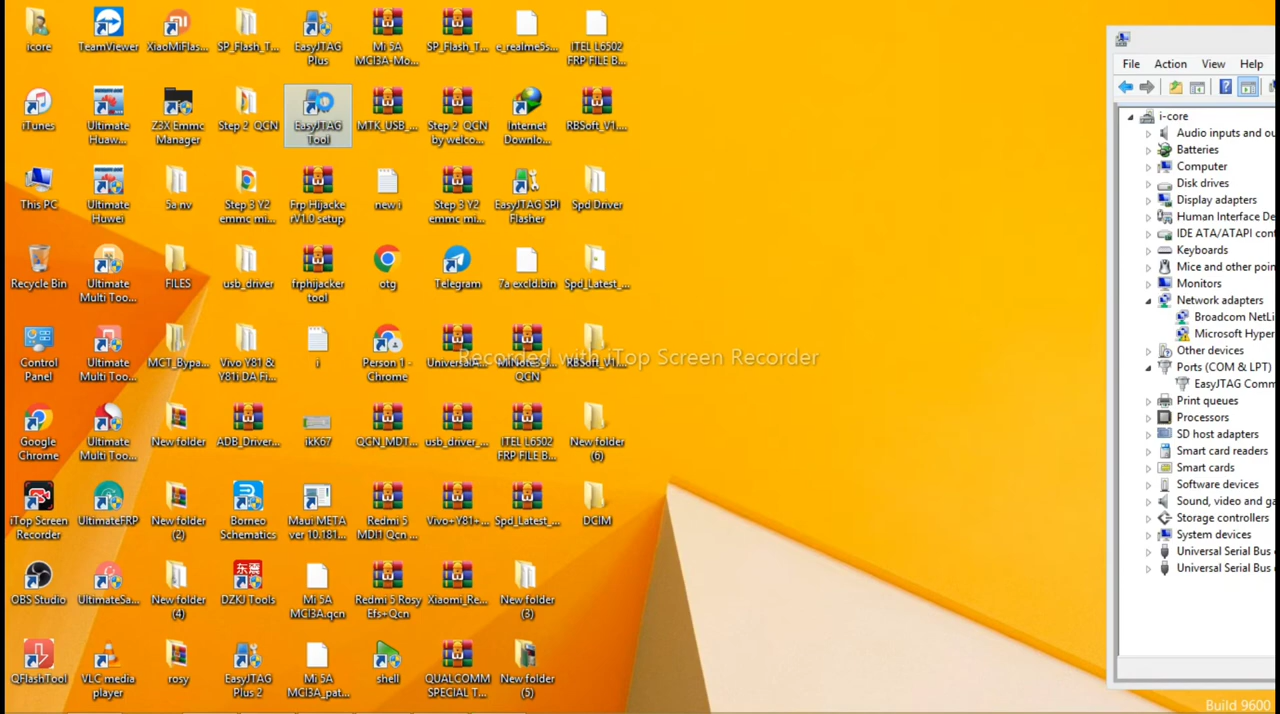 icore
TeamViewer
XiaoMiFlas...
SP_Flash_T...
EasyJTAG
Plus
Mi 5A
MCI3A-Mo...
SP_Flash_T...
e_realme5s...
ITEL L6502
FRP FILE B...
iTunes
Ultimate
Huaw...
Z3X Emmc
Manager
Step 2 QCN
EasyJTAG
Tool
MTK_USB_...
Step 2 QCN
by welco...
Internet
Downlo...
RBSoft_V1....
This PC
Ultimate
Huwei
5a nv
Step 3 Y2
emmc mi...
Frp Hijacke
rV1.0 setup
new i
Step 3 Y2
emmc mi...
EasyJTAG SPI
Flasher
Spd Driver
Recycle Bin
Ultimate
Multi Too...
FILES
usb_driver
frphijacker
tool
otg
Telegram
7a excld.bin
Spd_Latest_...
Control
Panel
Ultimate
Multi Too...
MCT_Bypa...
Vivo Y81 &
Y81i DA Fi...
i
Person 1 -
Chrome
UniversalA...
QCN
RBSoft_V1....
Recorded with iTop Screen Recorder
Google
Chrome
Ultimate
Multi Too...
New folder
ADB_Driver...
ikK67
QCN_MDT...
usb_driver_...
ITEL L6502
FRP FILE B...
New folder
(6)
iTop Screen
Recorder
UltimateFRP
New folder
(2)
Borneo
Schematics
Maui META
ver 10.181...
Redmi 5
MDI1 Qcn ...
Vivo+Y81+...
Spd_Latest_...
DCIM
OBS Studio
UltimateSa...
New folder
(4)
东震
DZKJ Tools
Mi 5A
MCI3A.qcn
Redmi 5 Rosy
Efs+Qcn
Xiaomi_Re...
New folder
(3)
QFlashTool
VLC media
player
rosy
EasyJTAG
Plus 2
Mi 5A
MCI3A_pat...
shell
QUALCOMM
SPECIAL T...
New folder
(5)
File Action View Help
i-core
Audio inputs and ou
Batteries
Computer
Disk drives
Display adapters
Human Interface De
IDE ATA/ATAPI cont
Keyboards
Mice and other poin
Monitors
Network adapters
Broadcom NetLi
Microsoft Hyper
Other devices
Ports (COM & LPT)
EasyJTAG Comm
Print queues
Processors
SD host adapters
Smart card readers
Smart cards
Software devices
Sound, video and ga
Storage controllers
System devices
Universal Serial Bus
Universal Serial Bus
Build 9600